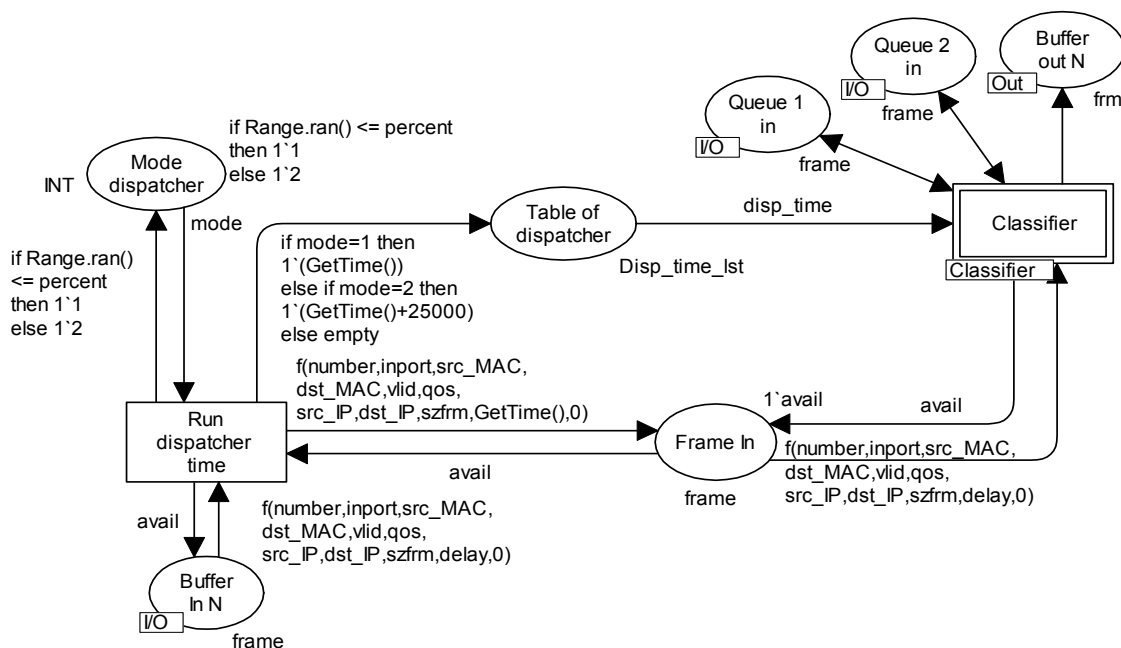 Queue 2
in
I/O
frame
Buffer
out N
Out
frm
Queue 1
in
I/O
frame
if Range.ran() <= percent
then 1`1
else 1`2
Mode
dispatcher
INT
mode
if Range.ran()
<= percent
then 1`1
else 1`2
Table of
dispatcher
Disp_time_lst
disp_time
Classifier
Classifier
if mode=1 then
1`(GetTime())
else if mode=2 then
1`(GetTime()+25000)
else empty
f(number,inport,src_MAC,
dst_MAC,vlid,qos,
src_IP,dst_IP,szfrm,GetTime(),0)
Run
dispatcher
time
avail
Frame In
frame
1`avail
avail
f(number,inport,src_MAC,
dst_MAC,vlid,qos,
src_IP,dst_IP,szfrm,delay,0)
avail
f(number,inport,src_MAC,
dst_MAC,vlid,qos,
src_IP,dst_IP,szfrm,delay,0)
Buffer
In N
I/O
frame